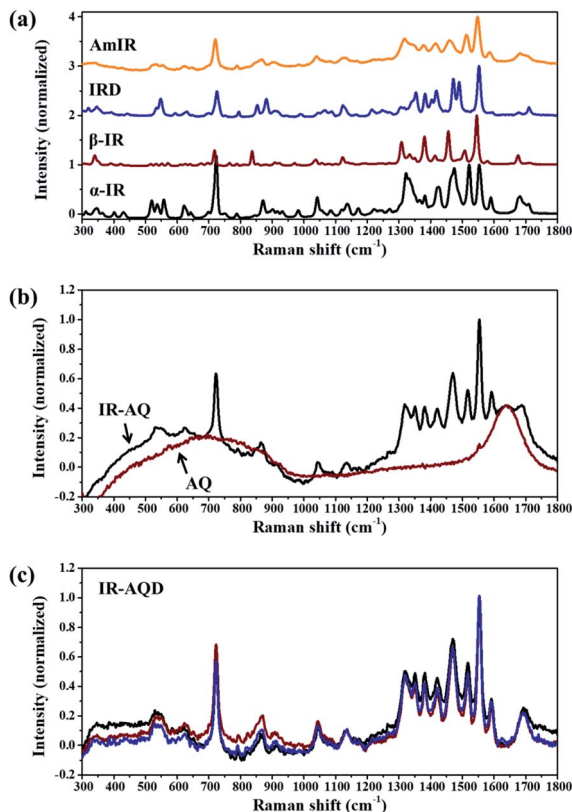 (a)
Intensity (normalized)
4
3
2
1
0
AmIR
IRD
β-IR
α-IR
300 400 500 600 700 800 900 1000 1100 1200 1300 1400 1500 1600 1700 1800
Raman shift (cm⁻¹)
(b)
Intensity (normalized)
1.2
1.0
0.8
0.6
0.4
0.2
0.0
-0.2
IR-AQ
AQ
300 400 500 600 700 800 900 1000 1100 1200 1300 1400 1500 1600 1700 1800
Raman shift (cm⁻¹)
(c)
Intensity (normalized)
1.2
1.0
0.8
0.6
0.4
0.2
0.0
-0.2
IR-AQD
300 400 500 600 700 800 900 1000 1100 1200 1300 1400 1500 1600 1700 1800
Raman shift (cm⁻¹)